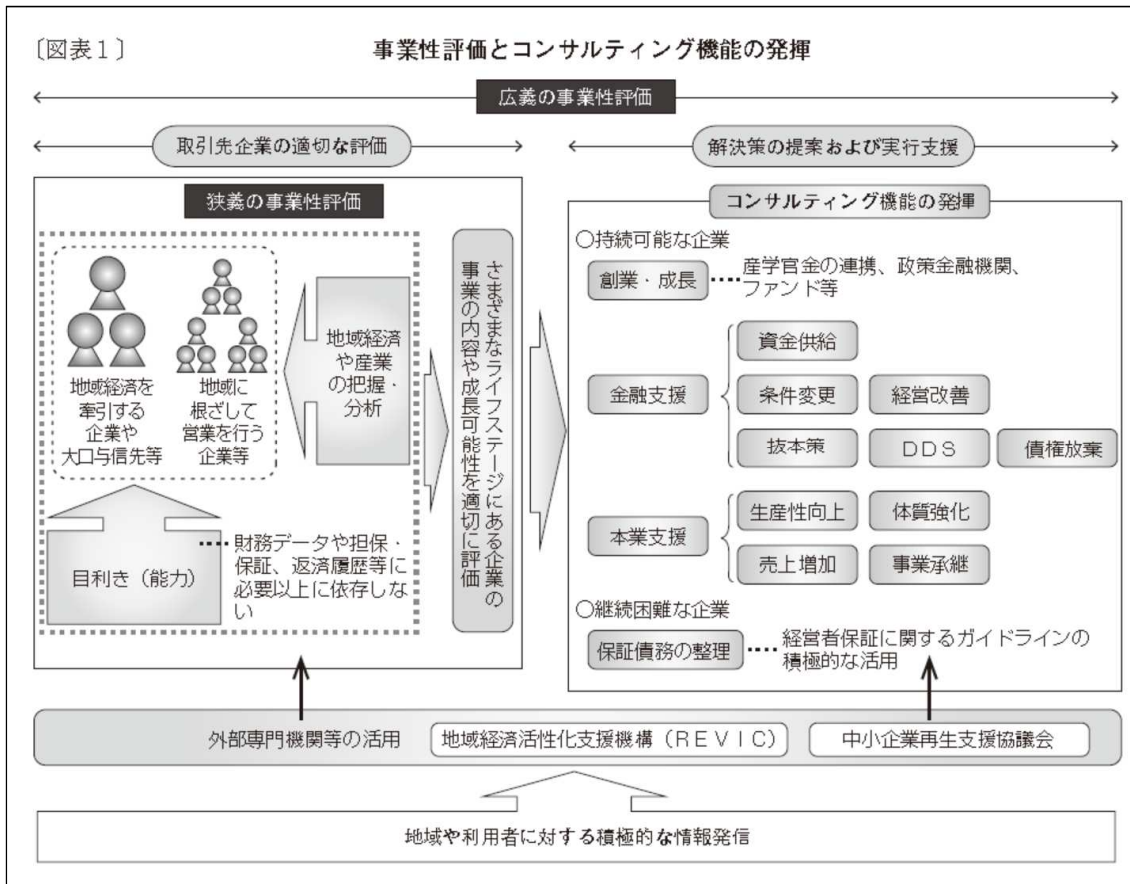 〔図表1〕
事業性評価とコンサルティング機能の発揮
広義の事業性評価
取引先企業の適切な評価
狭義の事業性評価
地域経済を
牽引する
企業や
大口与信先等
地域に
根ざして
営業を行う
企業等
地域経済
や産業
の把握・
分析
目利き(能力)
財務データや担保・
保証、返済履歴等に
必要以上に依存しな
い
さまざまなライフステージにある企業の
事業の内容や成長可能性を適切に評価
解決策の提案および実行支援
コンサルティング機能の発揮
○持続可能な企業
創業・成長
産学官金の連携、政策金融機関、
ファンド等
金融支援
資金供給
条件変更
経営改善
抜本策
DDS
債権放棄
本業支援
生産性向上
体質強化
売上増加
事業承継
○継続困難な企業
保証債務の整理
経営者保証に関するガイドラインの
積極的な活用
外部専門機関等の活用
地域経済活性化支援機構(REVIC)
中小企業再生支援協議会
地域や利用者に対する積極的な情報発信